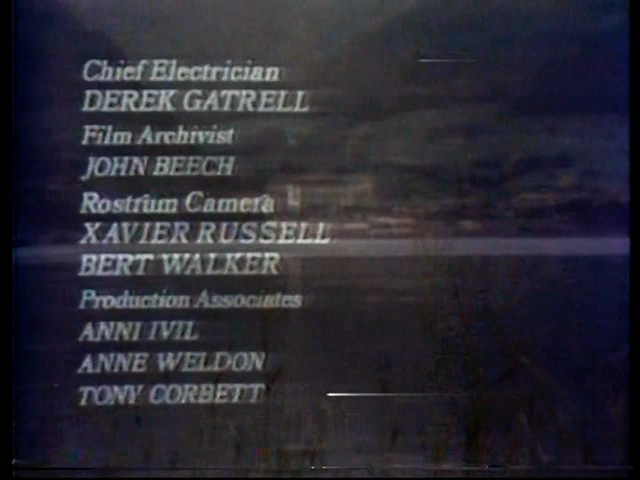 Chief Electrician
DEREK GATRELL
Film Archivist
JOHN BEECH
Rostrum Camera
XAVIER RUSSELL
BERT WALKER
Production Associates
ANNI IVIL
ANNE WELDON
TONY CORBETT